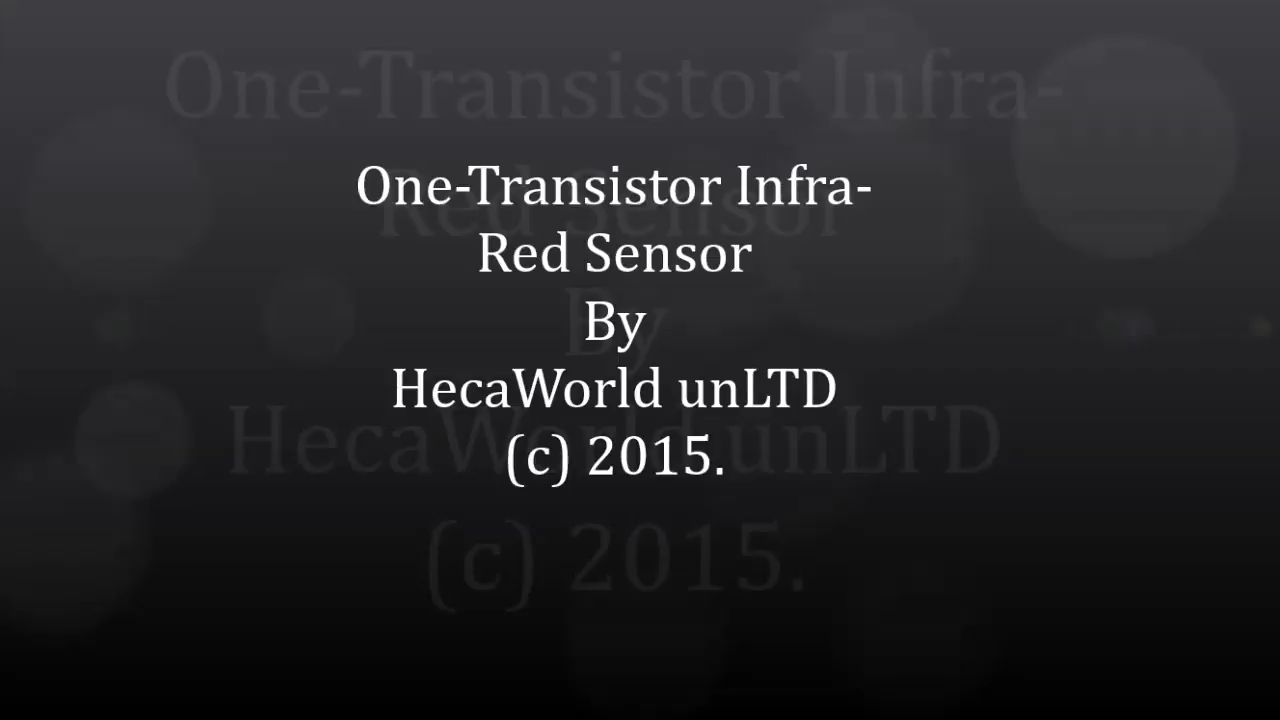 One-Transistor Infra-
Red Sensor
By
HecaWorld unLTD
(c) 2015.